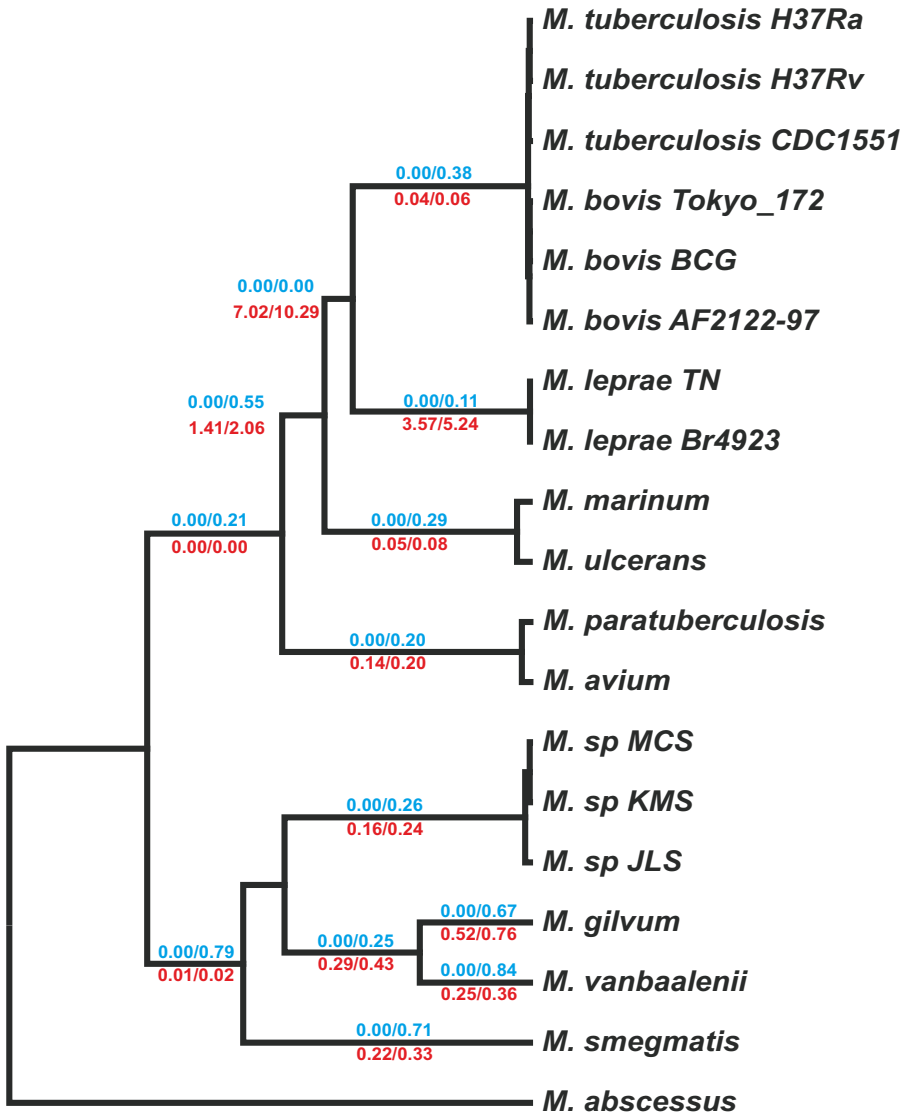 M. tuberculosis H37Ra
M. tuberculosis H37Rv
M. tuberculosis CDC1551
0.00/0.38
0.04/0.06
M. bovis Tokyo_172
M. bovis BCG
0.00/0.00
7.02/10.29
M. bovis AF2122-97
M. leprae TN
0.00/0.55
1.41/2.06
0.00/0.11
3.57/5.24
M. leprae Br4923
M. marinum
0.00/0.21
0.00/0.00
0.00/0.29
0.05/0.08
M. ulcerans
M. paratuberculosis
0.00/0.20
0.14/0.20
M. avium
M. sp MCS
M. sp KMS
0.00/0.26
0.16/0.24
M. sp JLS
0.00/0.67
0.52/0.76
M. gilvum
0.00/0.79
0.01/0.02
0.00/0.25
0.29/0.43
0.00/0.84
0.25/0.36
M. vanbaalenii
0.00/0.71
0.22/0.33
M. smegmatis
M. abscessus